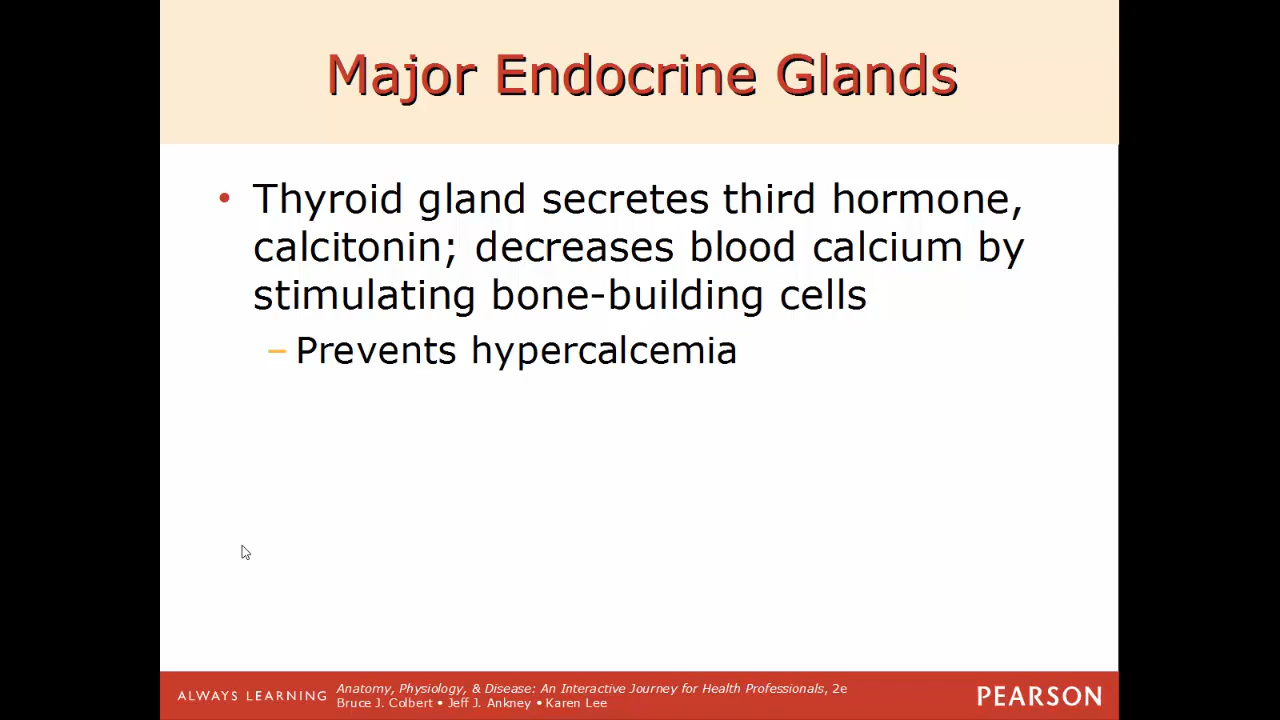 Major Endocrine Glands
• Thyroid gland secretes third hormone,
calcitonin; decreases blood calcium by
stimulating bone-building cells
– Prevents hypercalcemia
ALWAYS LEARNING
Anatomy, Physiology, & Disease: An Interactive Journey for Health Professionals, 2e
Bruce J. Colbert • Jeff J. Ankney • Karen Lee
PEARSON